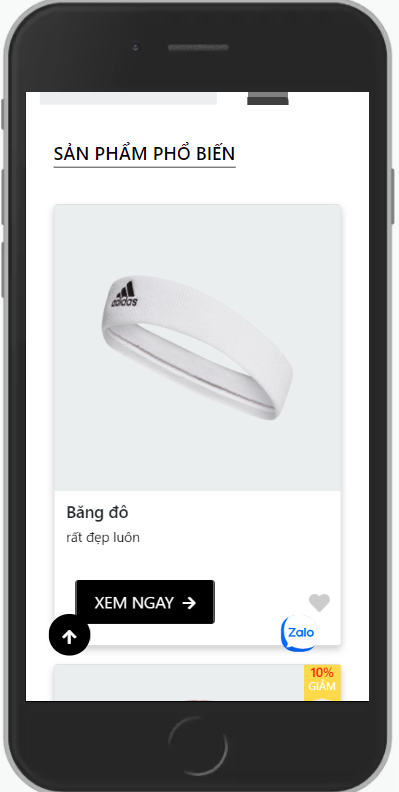 SẢN PHẨM PHỔ BIẾN
adidas
Băng đô
rất đẹp luôn
XEM NGAY
Zalo
10%
GIẢM